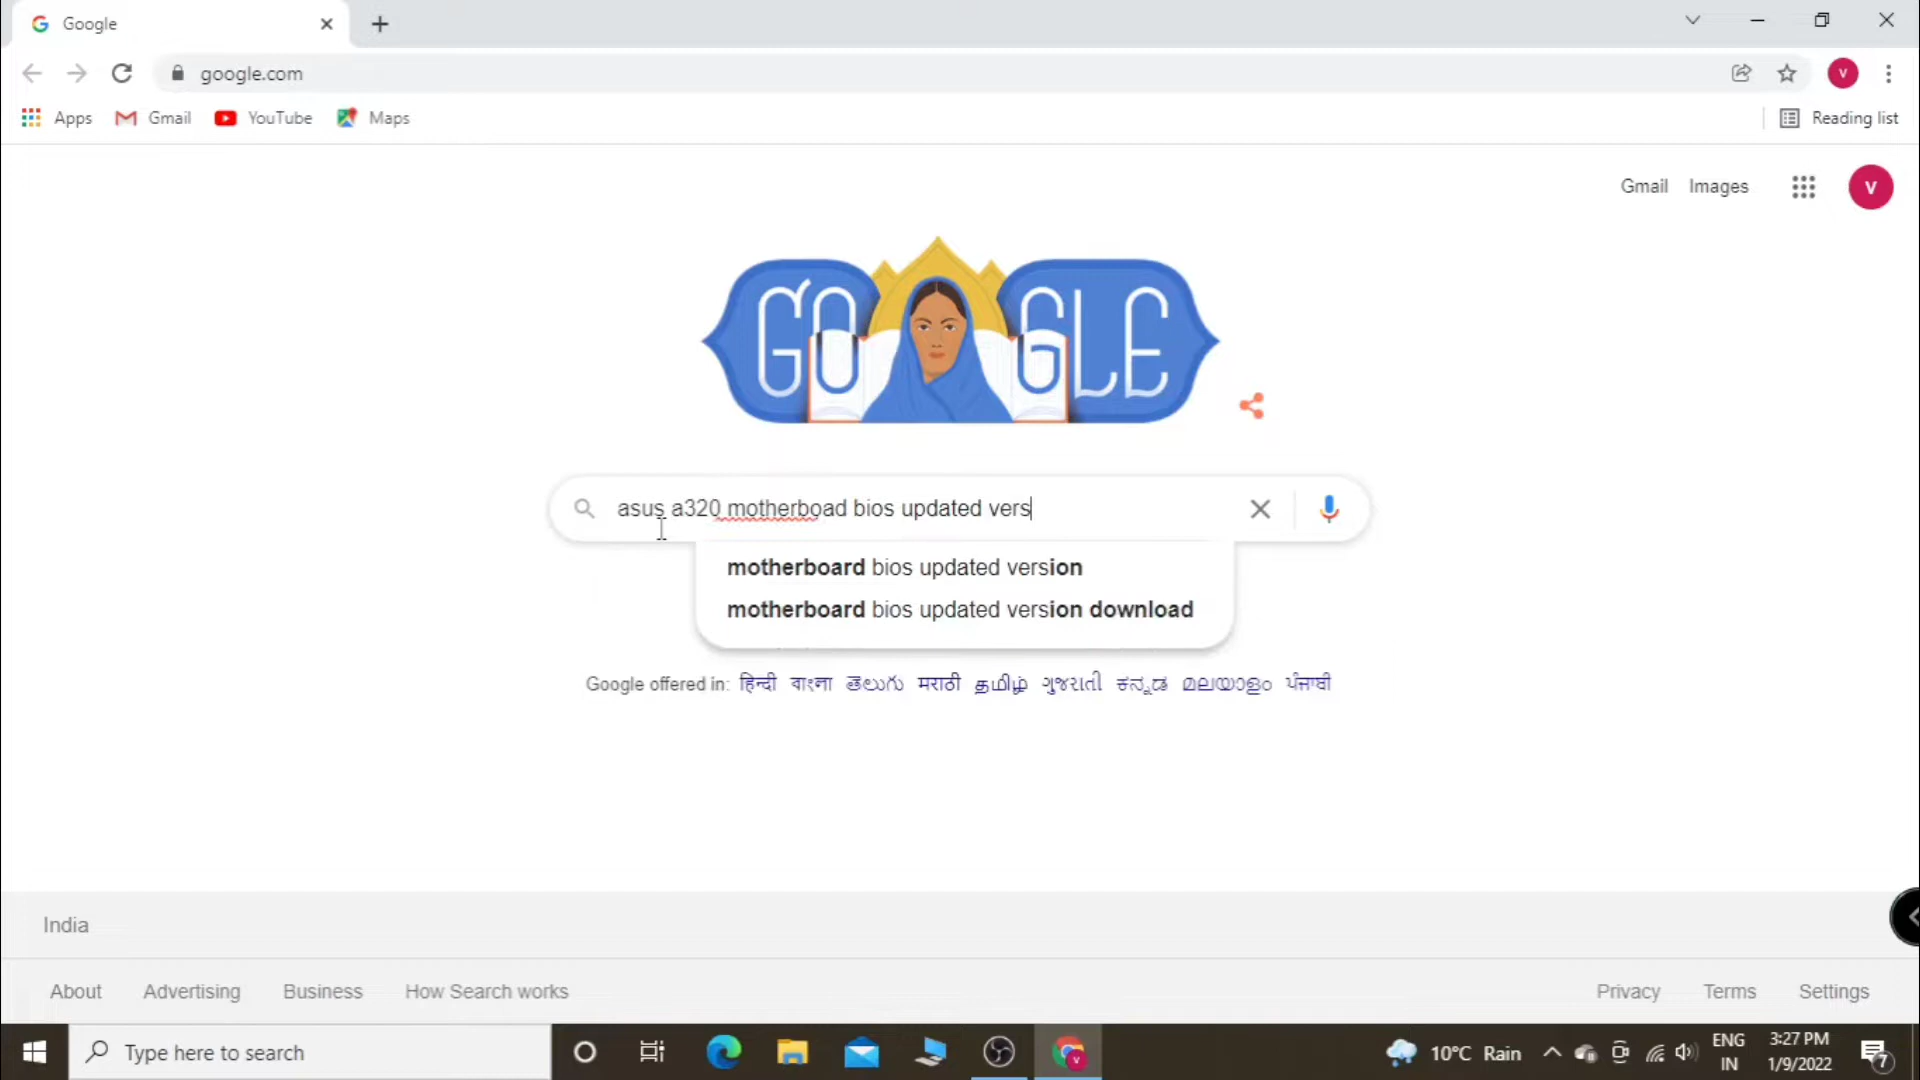 Google
google.com
V
Apps Gmail YouTube Maps
Reading list
Gmail Images V
GOOGLE
asus a320 motherboad bios updated vers
motherboard bios updated version
motherboard bios updated version download
Google offered in: हिन्दी বাংলা తెలుగు मराठी தமிழ் ગુજરાતી ಕನ್ನಡ മലയാളം ਪੰਜਾਬੀ
India
About Advertising Business How Search works Privacy Terms Settings
Type here to search
V
10°C Rain
ENG
IN
3:27 PM
1/9/2022
7